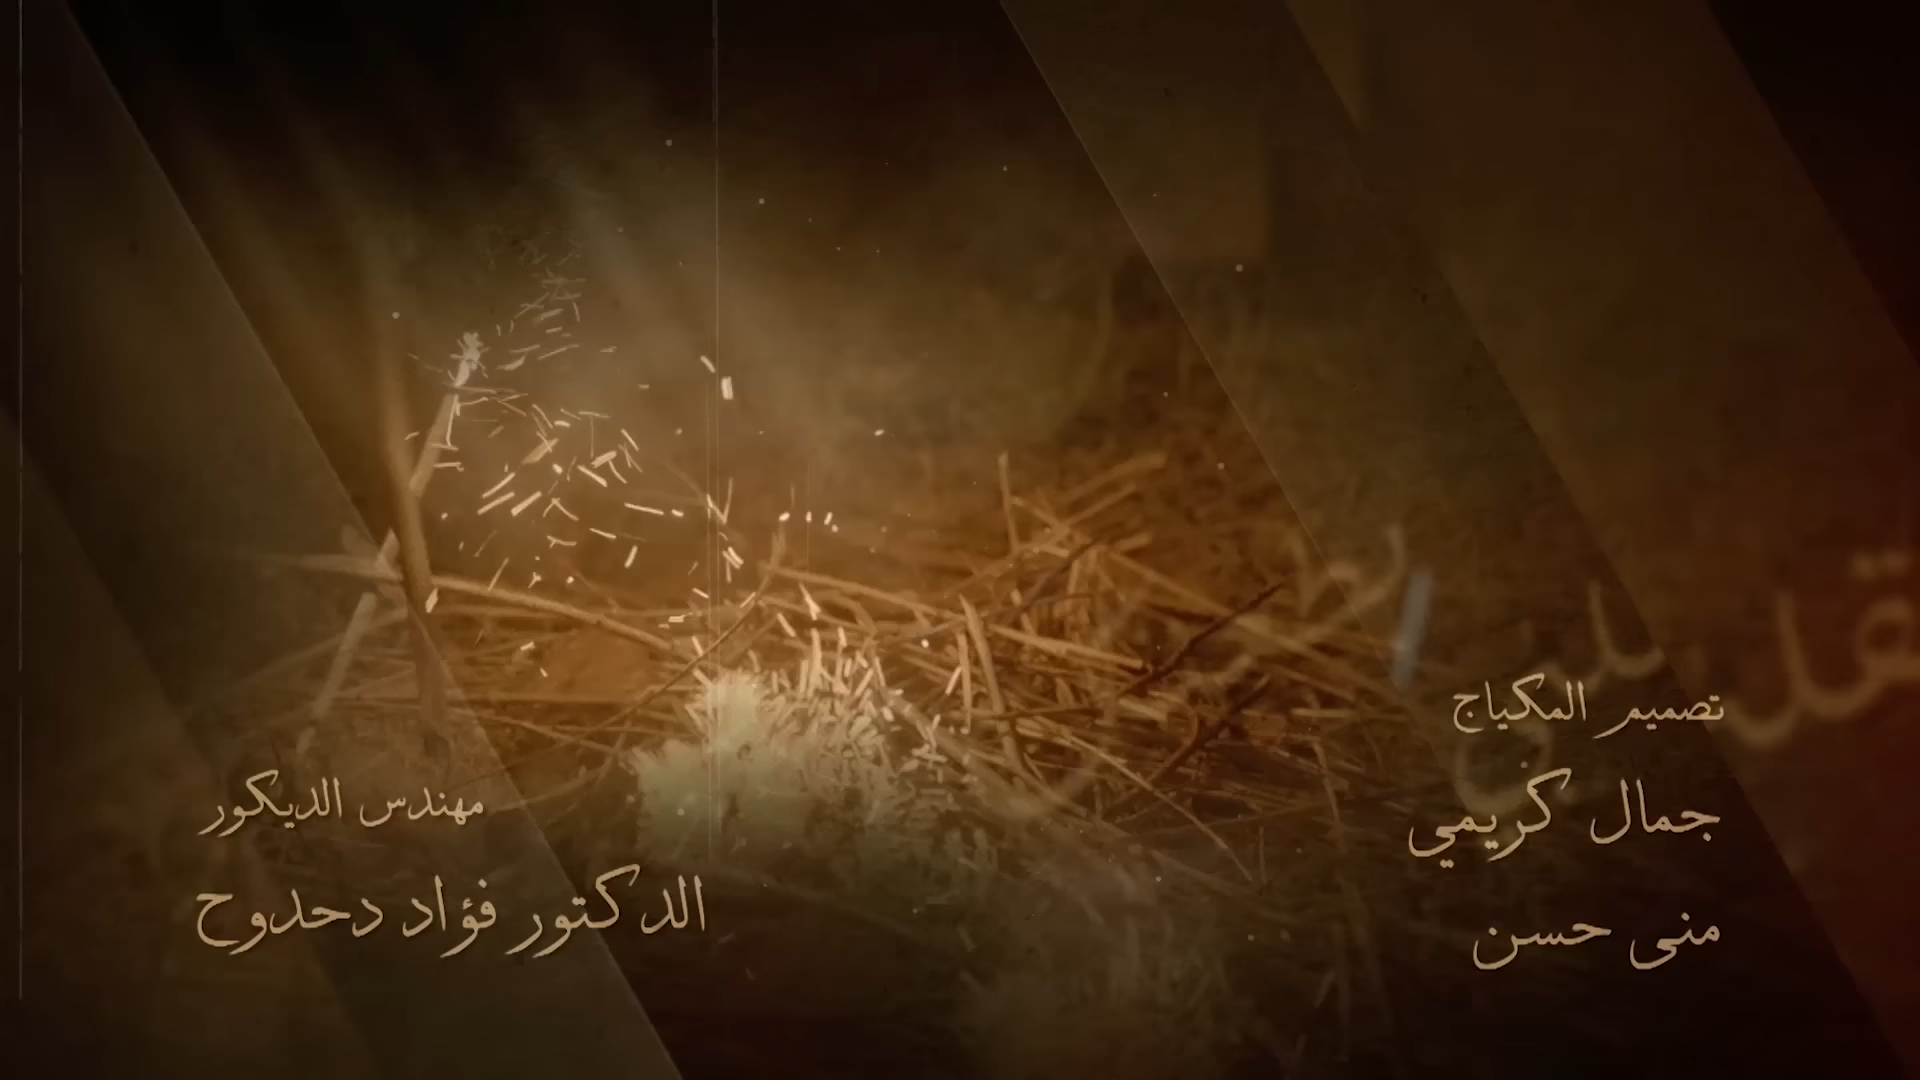 تصميم المكياج
جمال كريمي
منى حسن
مهندس الديكور
الدكتور فؤاد دحدوح